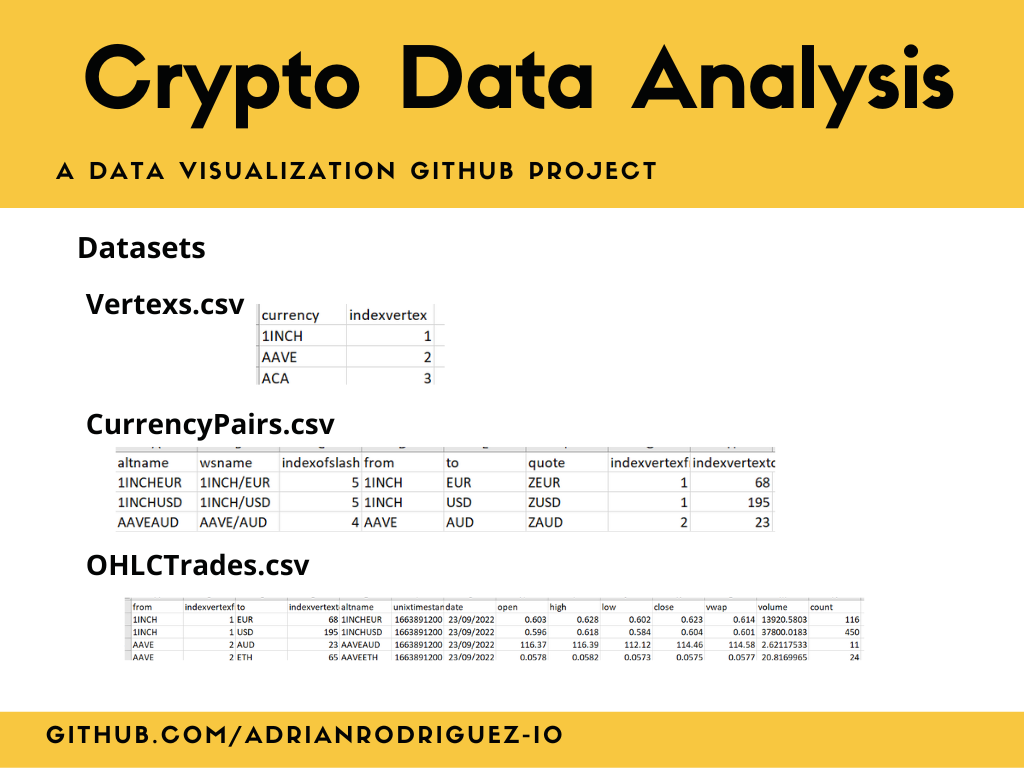 Crypto Data Analysis
A DATA VISUALIZATION GITHUB PROJECT
Datasets
Vertexs.csv
currency indexvertex
1INCH 1
AAVE 2
ACA 3
CurrencyPairs.csv
altname wsname indexofslash from to quote indexvertexf indexvertextc
1INCHEUR 1INCH/EUR 5 1INCH EUR ZEUR 1 68
1INCHUSD 1INCH/USD 5 1INCH USD ZUSD 1 195
AAVEAUD AAVE/AUD 4 AAVE AUD ZAUD 2 23
OHLCTrades.csv
from indexvertexf to indexvertext altname unixtimestan date open high low close vwap volume count
1INCH 1 EUR 68 1INCHEUR 1663891200 23/09/2022 0.603 0.628 0.602 0.623 0.614 13920.5803 116
1INCH 1 USD 195 1INCHUSD 1663891200 23/09/2022 0.596 0.618 0.584 0.604 0.601 37800.0183 450
AAVE 2 AUD 23 AAVEAUD 1663891200 23/09/2022 116.37 116.39 112.12 114.46 114.58 2.62117533 11
AAVE 2 ETH 65 AAVEETH 1663891200 23/09/2022 0.0578 0.0582 0.0573 0.0575 0.0577 20.8169965 24
GITHUB.COM/ADRIANRODRIGUEZ-IO